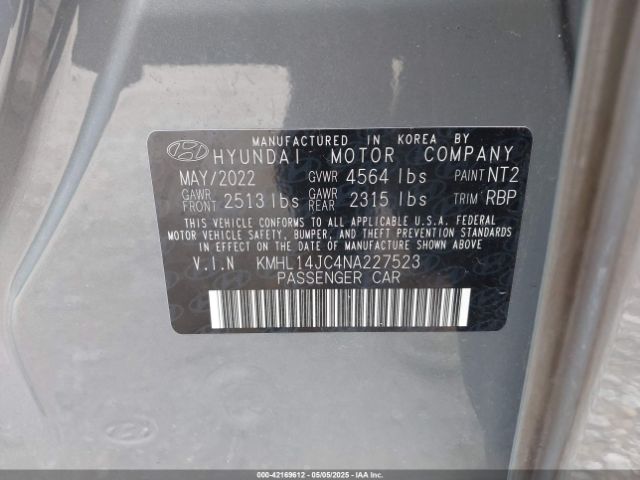 MANUFACTURED IN KOREA BY
HYUNDAI MOTOR COMPANY
MAY/2022 GVWR 4564 lbs PAINT NT2
GAWR FRONT 2513 lbs GAWR REAR 2315 lbs TRIM RBP
THIS VEHICLE CONFORMS TO ALL APPLICABLE U.S.A. FEDERAL
MOTOR VEHICLE SAFETY, BUMPER, AND THEFT PREVENTION STANDARDS
IN EFFECT ON THE DATE OF MANUFACTURE SHOWN ABOVE.
V.I.N KMHL14JC4NA227523
PASSENGER CAR
000-42169612 05/05/2025 - Copyright © IAA, LLC.